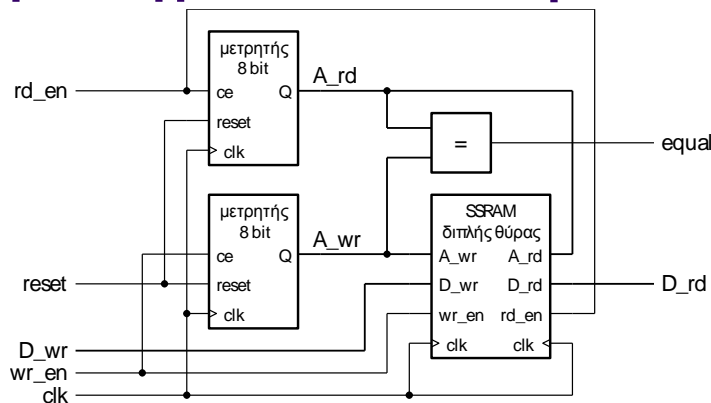 μετρητής
8 bit
A_rd
rd_en
ce
Q
reset
clk
=
equal
μετρητής
8 bit
A_wr
SSRAM
διπλής θύρας
ce
Q
A_wr
A_rd
reset
reset
D_wr
D_rd
D_rd
clk
wr_en
rd_en
D_wr
clk
clk
wr_en
clk